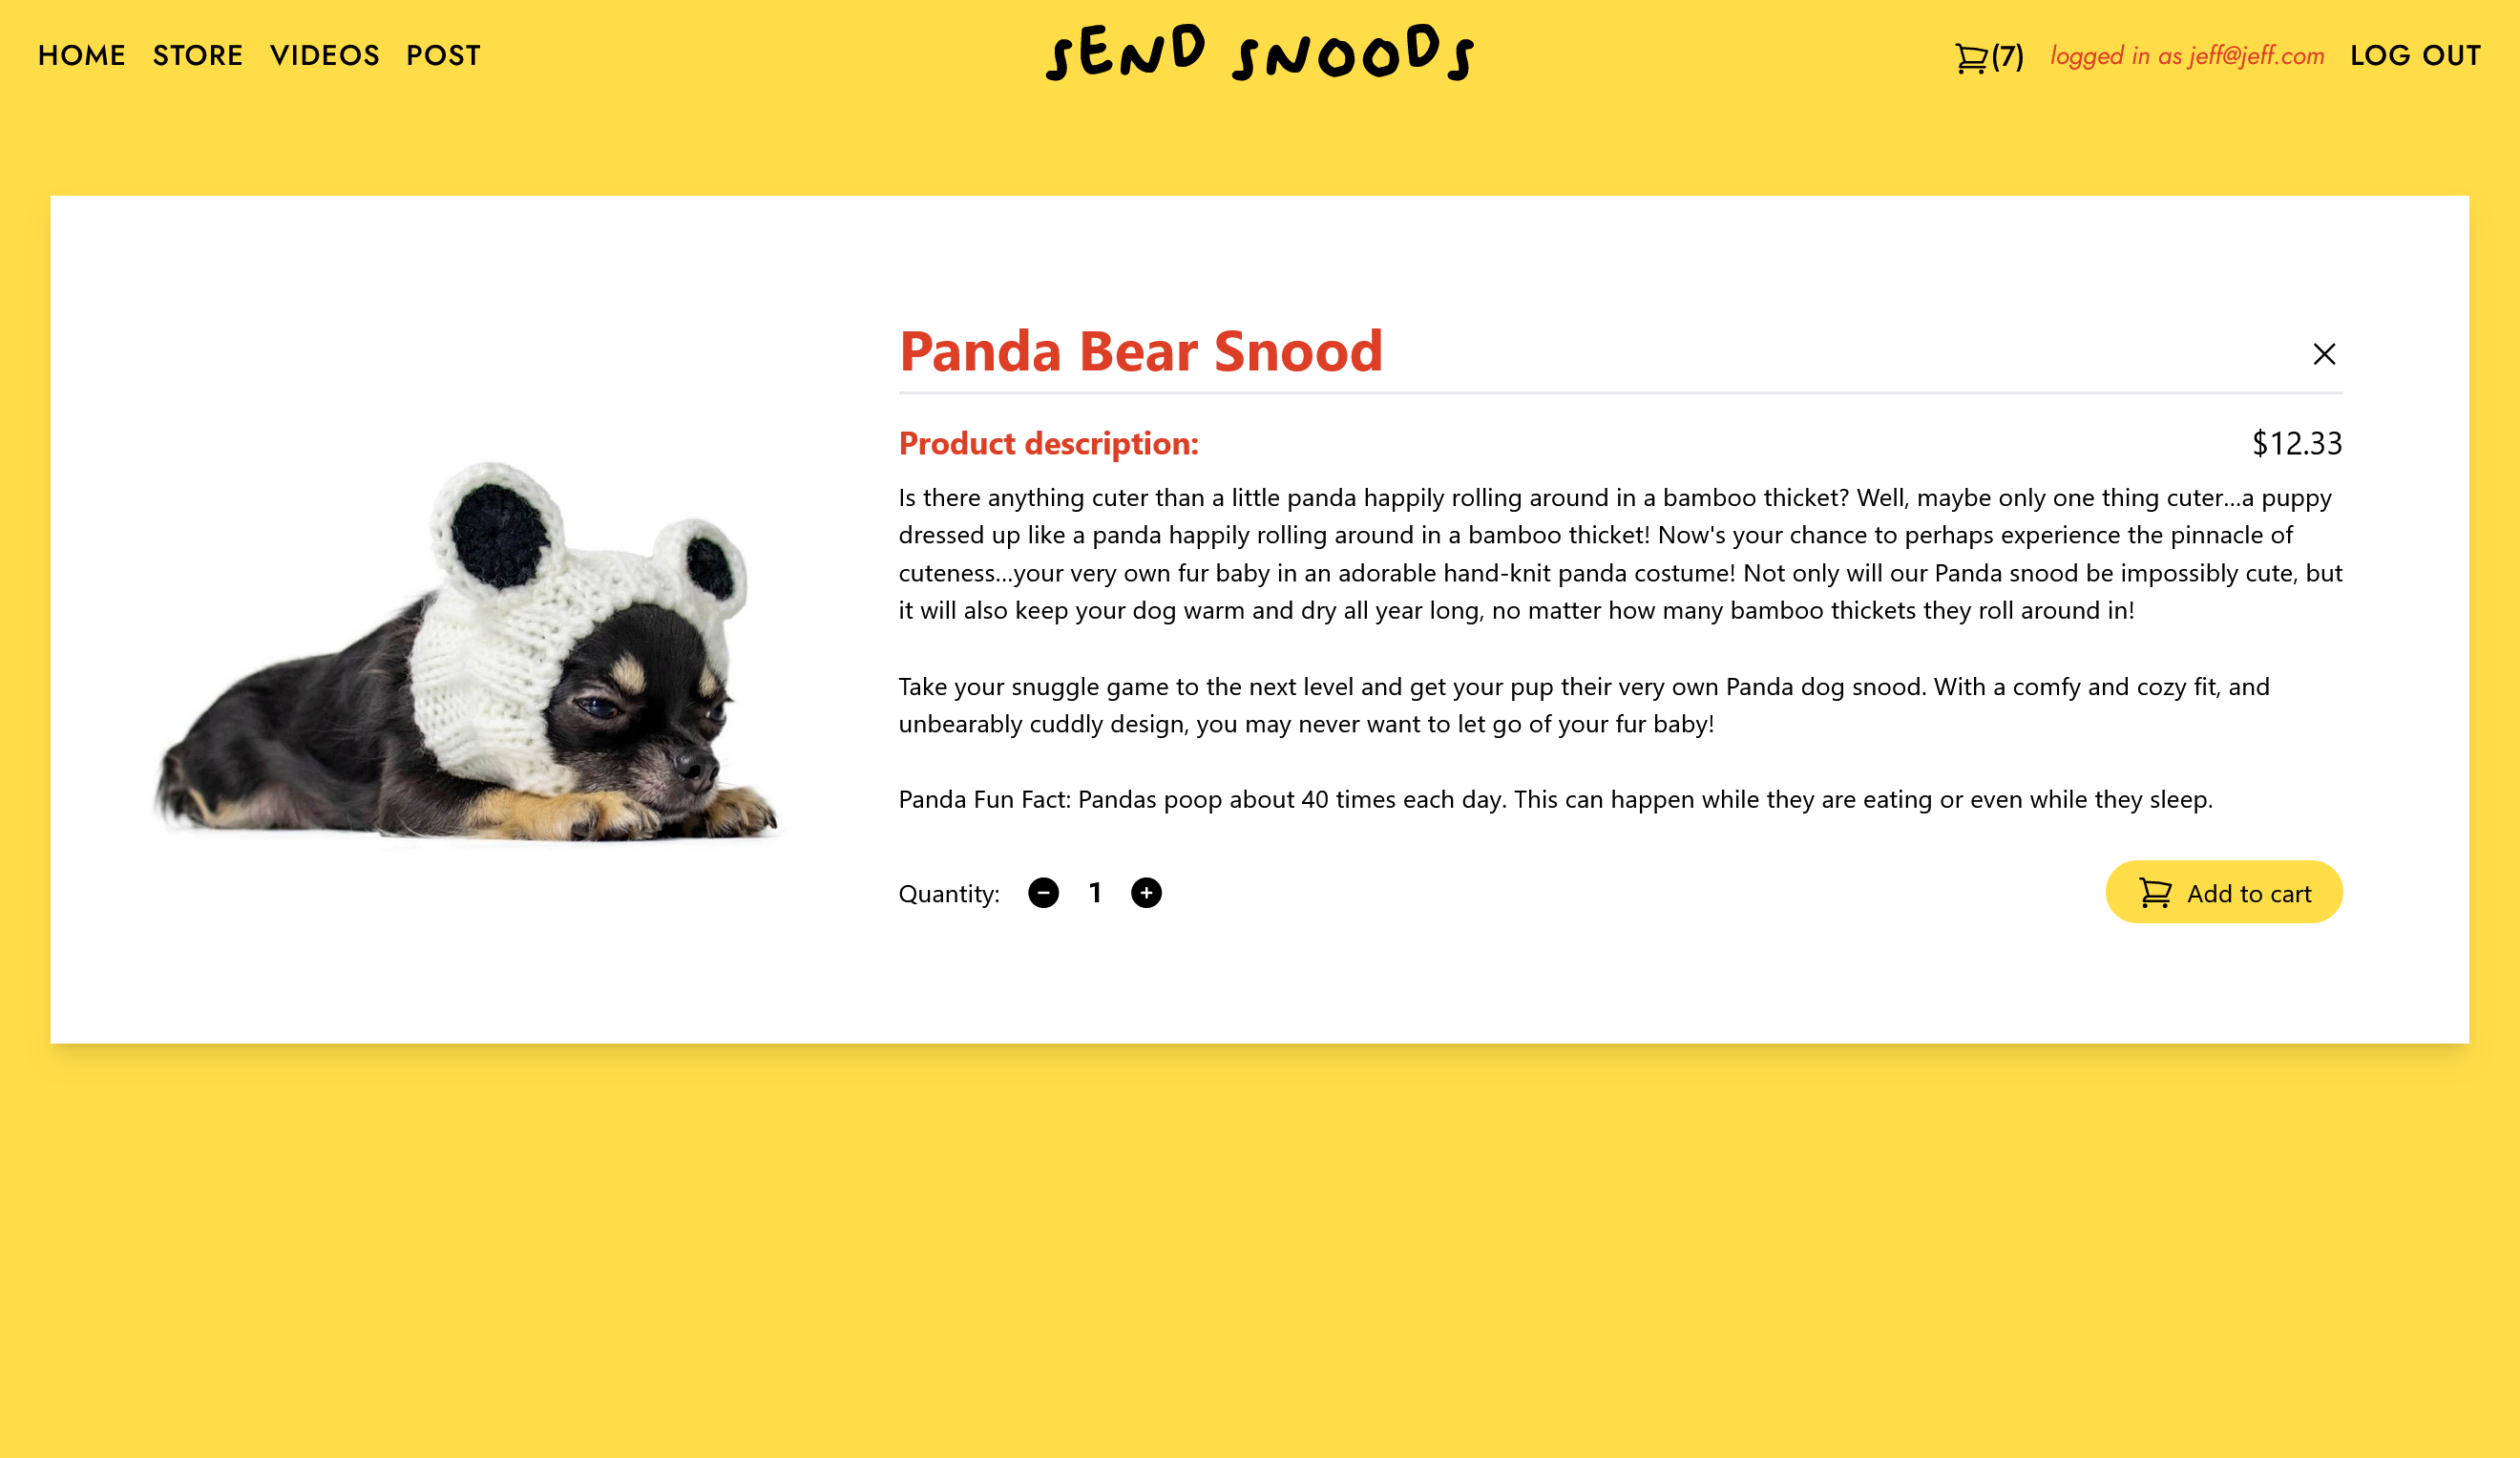 HOME STORE VIDEOS POST
SEND SNOODS
(7) logged in as jeff@jeff.com LOG OUT
Panda Bear Snood
Product description:
$12.33
Is there anything cuter than a little panda happily rolling around in a bamboo thicket? Well, maybe only one thing cuter...a puppy
dressed up like a panda happily rolling around in a bamboo thicket! Now's your chance to perhaps experience the pinnacle of
cuteness...your very own fur baby in an adorable hand-knit panda costume! Not only will our Panda snood be impossibly cute, but
it will also keep your dog warm and dry all year long, no matter how many bamboo thickets they roll around in!
Take your snuggle game to the next level and get your pup their very own Panda dog snood. With a comfy and cozy fit, and
unbearably cuddly design, you may never want to let go of your fur baby!
Panda Fun Fact: Pandas poop about 40 times each day. This can happen while they are eating or even while they sleep.
Quantity: 1
Add to cart